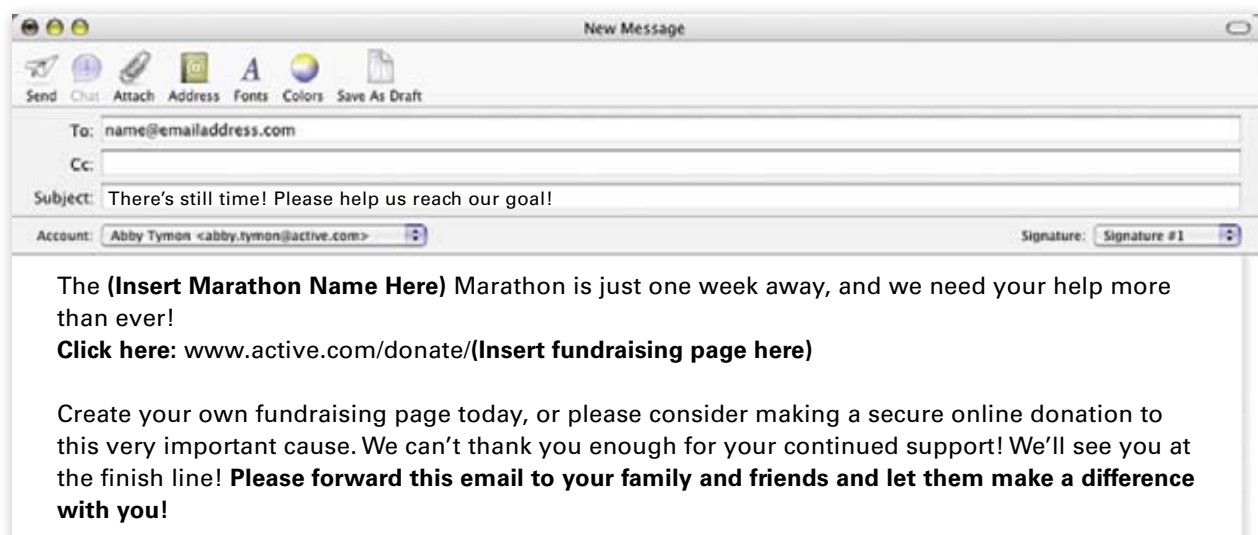 New Message
Send Chat Attach Address Fonts Colors Save As Draft
To: name@emailaddress.com
Cc:
Subject: There’s still time! Please help us reach our goal!
Account: Abby Tymon <abby.tymon@active.com> Signature: Signature #1
The (Insert Marathon Name Here) Marathon is just one week away, and we need your help more
than ever!
Click here: www.active.com/donate/(Insert fundraising page here)
Create your own fundraising page today, or please consider making a secure online donation to
this very important cause. We can’t thank you enough for your continued support! We’ll see you at
the finish line! Please forward this email to your family and friends and let them make a difference
with you!